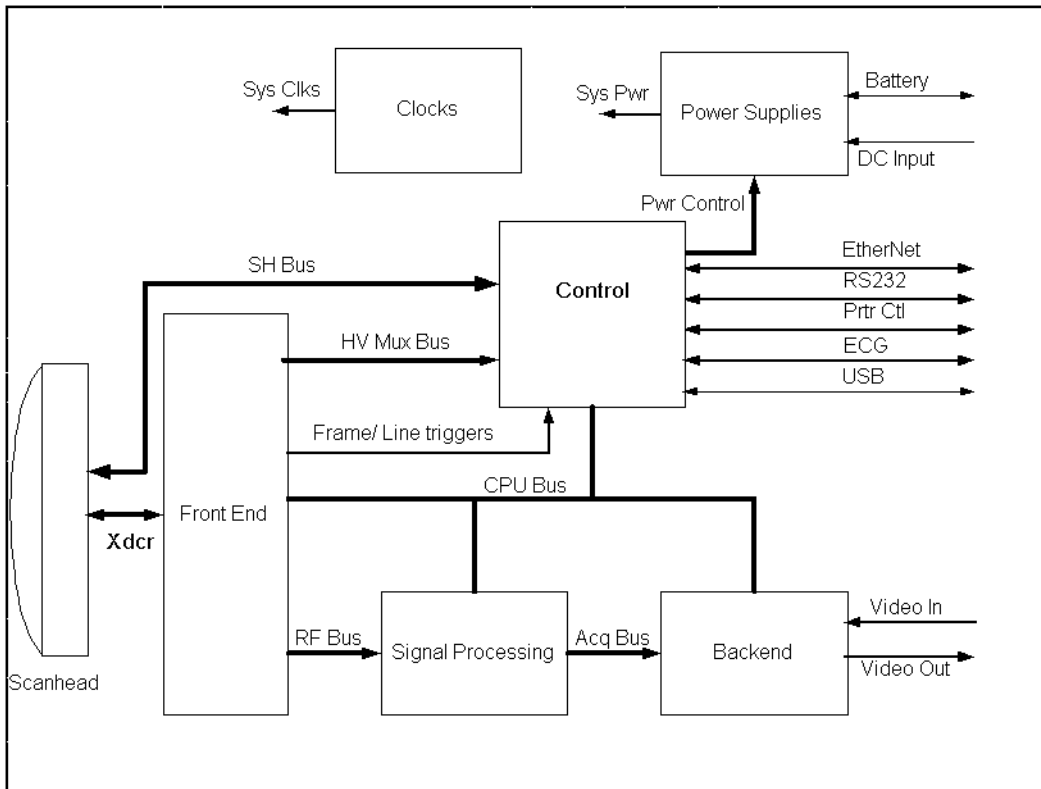 Sys Clks
Clocks
Sys Pwr
Power Supplies
Battery
DC Input
Pwr Control
SH Bus
Control
EtherNet
RS232
Prtr Ctl
ECG
USB
HV Mux Bus
Frame/ Line triggers
CPU Bus
Front End
Xdcr
Scanhead
RF Bus
Signal Processing
Acq Bus
Backend
Video In
Video Out